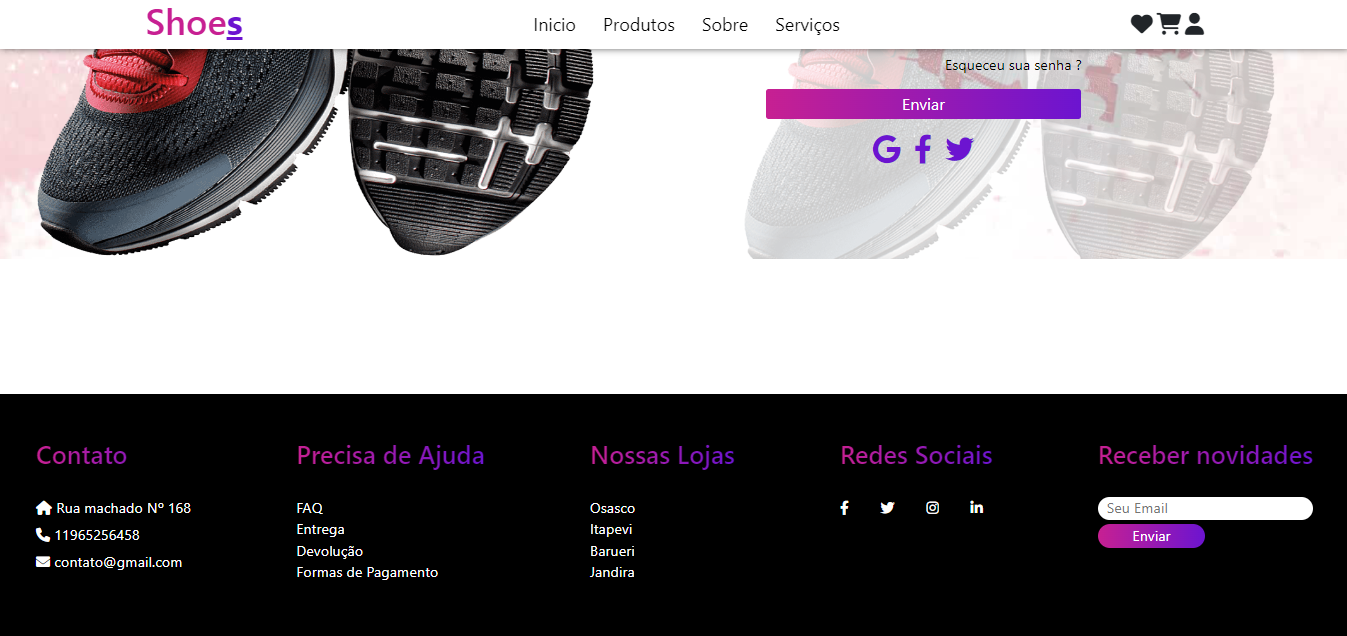 Shoes
Inicio Produtos Sobre Serviços
Esqueceu sua senha ?
Enviar
Contato
Rua machado Nº 168
11965256458
contato@gmail.com
Precisa de Ajuda
FAQ
Entrega
Devolução
Formas de Pagamento
Nossas Lojas
Osasco
Itapevi
Barueri
Jandira
Redes Sociais
Receber novidades
Seu Email
Enviar